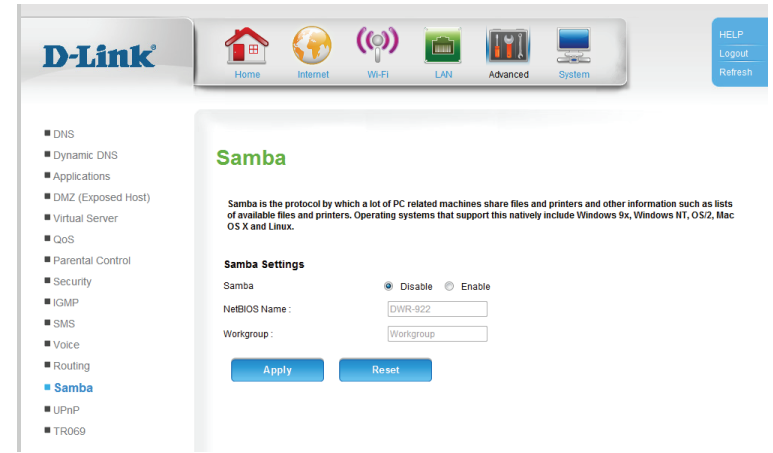 D-Link®
Home Internet Wi-Fi LAN Advanced System
HELP
Logout
Refresh
DNS
Dynamic DNS
Applications
DMZ (Exposed Host)
Virtual Server
QoS
Parental Control
Security
IGMP
SMS
Voice
Routing
Samba
UPnP
TR069
Samba
Samba is the protocol by which a lot of PC related machines share files and printers and other information such as lists
of available files and printers. Operating systems that support this natively include Windows 9x, Windows NT, OS/2, Mac
OS X and Linux.
Samba Settings
Samba Disable Enable
NetBIOS Name : DWR-922
Workgroup : Workgroup
Apply Reset